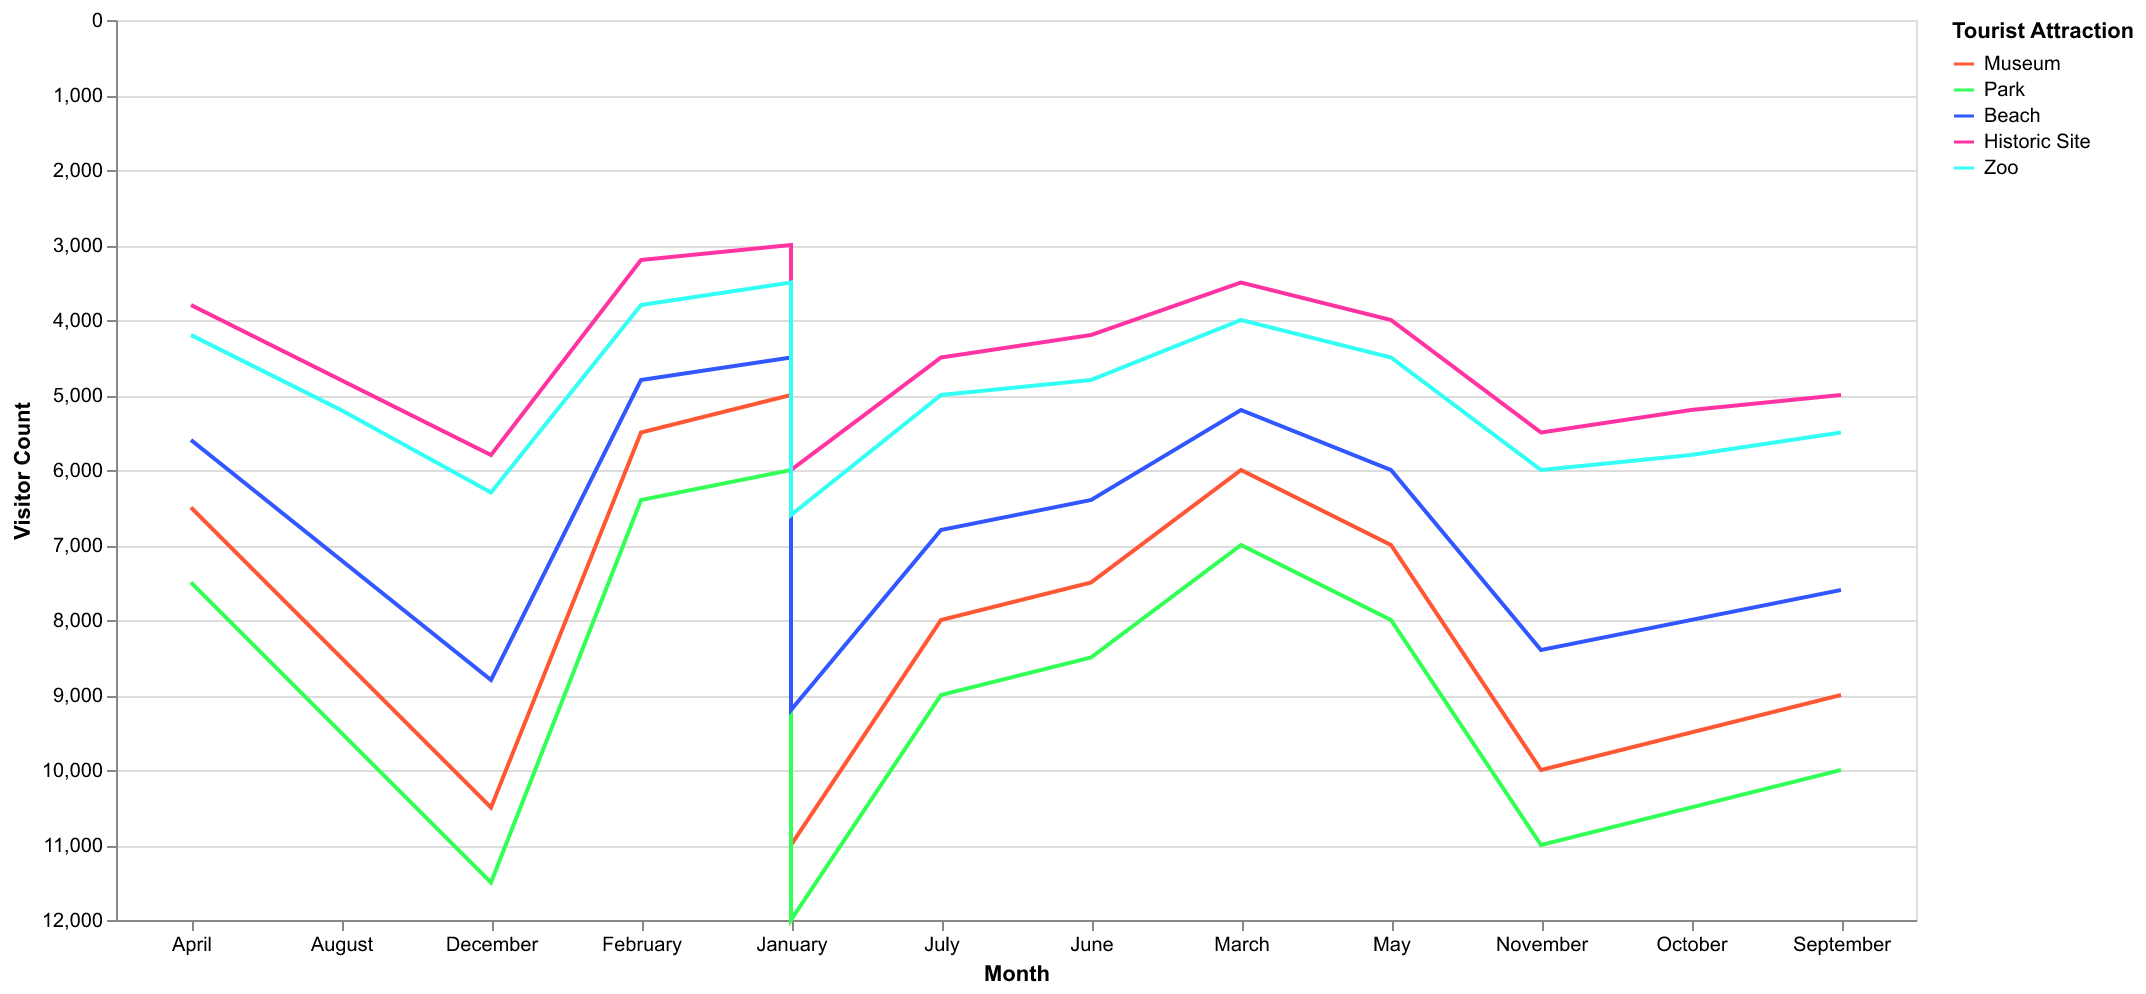 0
1,000
2,000
3,000
4,000
5,000
6,000
7,000
8,000
9,000
10,000
11,000
12,000
Visitor Count
April August December February January July June March May November October September
Month
Tourist Attraction
Museum
Park
Beach
Historic Site
Zoo